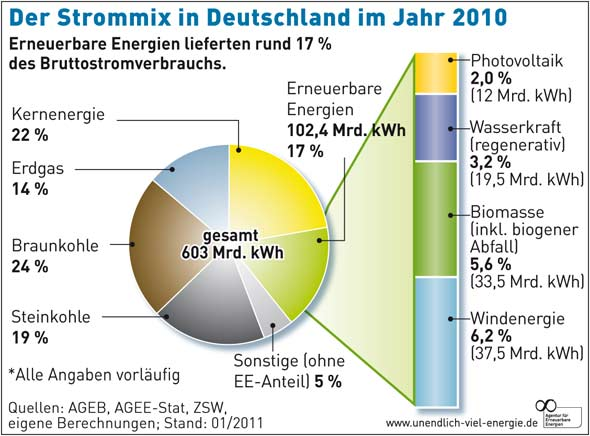 Der Strommix in Deutschland im Jahr 2010
Erneuerbare Energien lieferten rund 17 %
des Bruttostromverbrauchs.
Kernenergie
22 %
Erdgas
14 %
Braunkohle
24 %
Steinkohle
19 %
Sonstige (ohne
EE-Anteil) 5 %
gesamt
603 Mrd. kWh
Erneuerbare
Energien
102,4 Mrd. kWh
17 %
Photovoltaik
2,0 %
(12 Mrd. kWh)
Wasserkraft
(regenerativ)
3,2 %
(19,5 Mrd. kWh)
Biomasse
(inkl. biogener
Abfall)
5,6 %
(33,5 Mrd. kWh)
Windenergie
6,2 %
(37,5 Mrd. kWh)
*Alle Angaben vorläufig
Quellen: AGEB, AGEE-Stat, ZSW,
eigene Berechnungen; Stand: 01/2011
www.unendlich-viel-energie.de
Agentur für
Erneuerbare
Energien